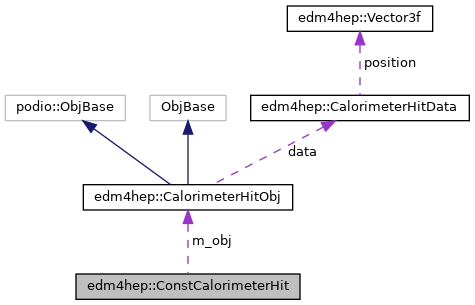 edm4hep::Vector3f
position
podio::ObjBase
ObjBase
edm4hep::CalorimeterHitData
data
edm4hep::CalorimeterHitObj
m_obj
edm4hep::ConstCalorimeterHit